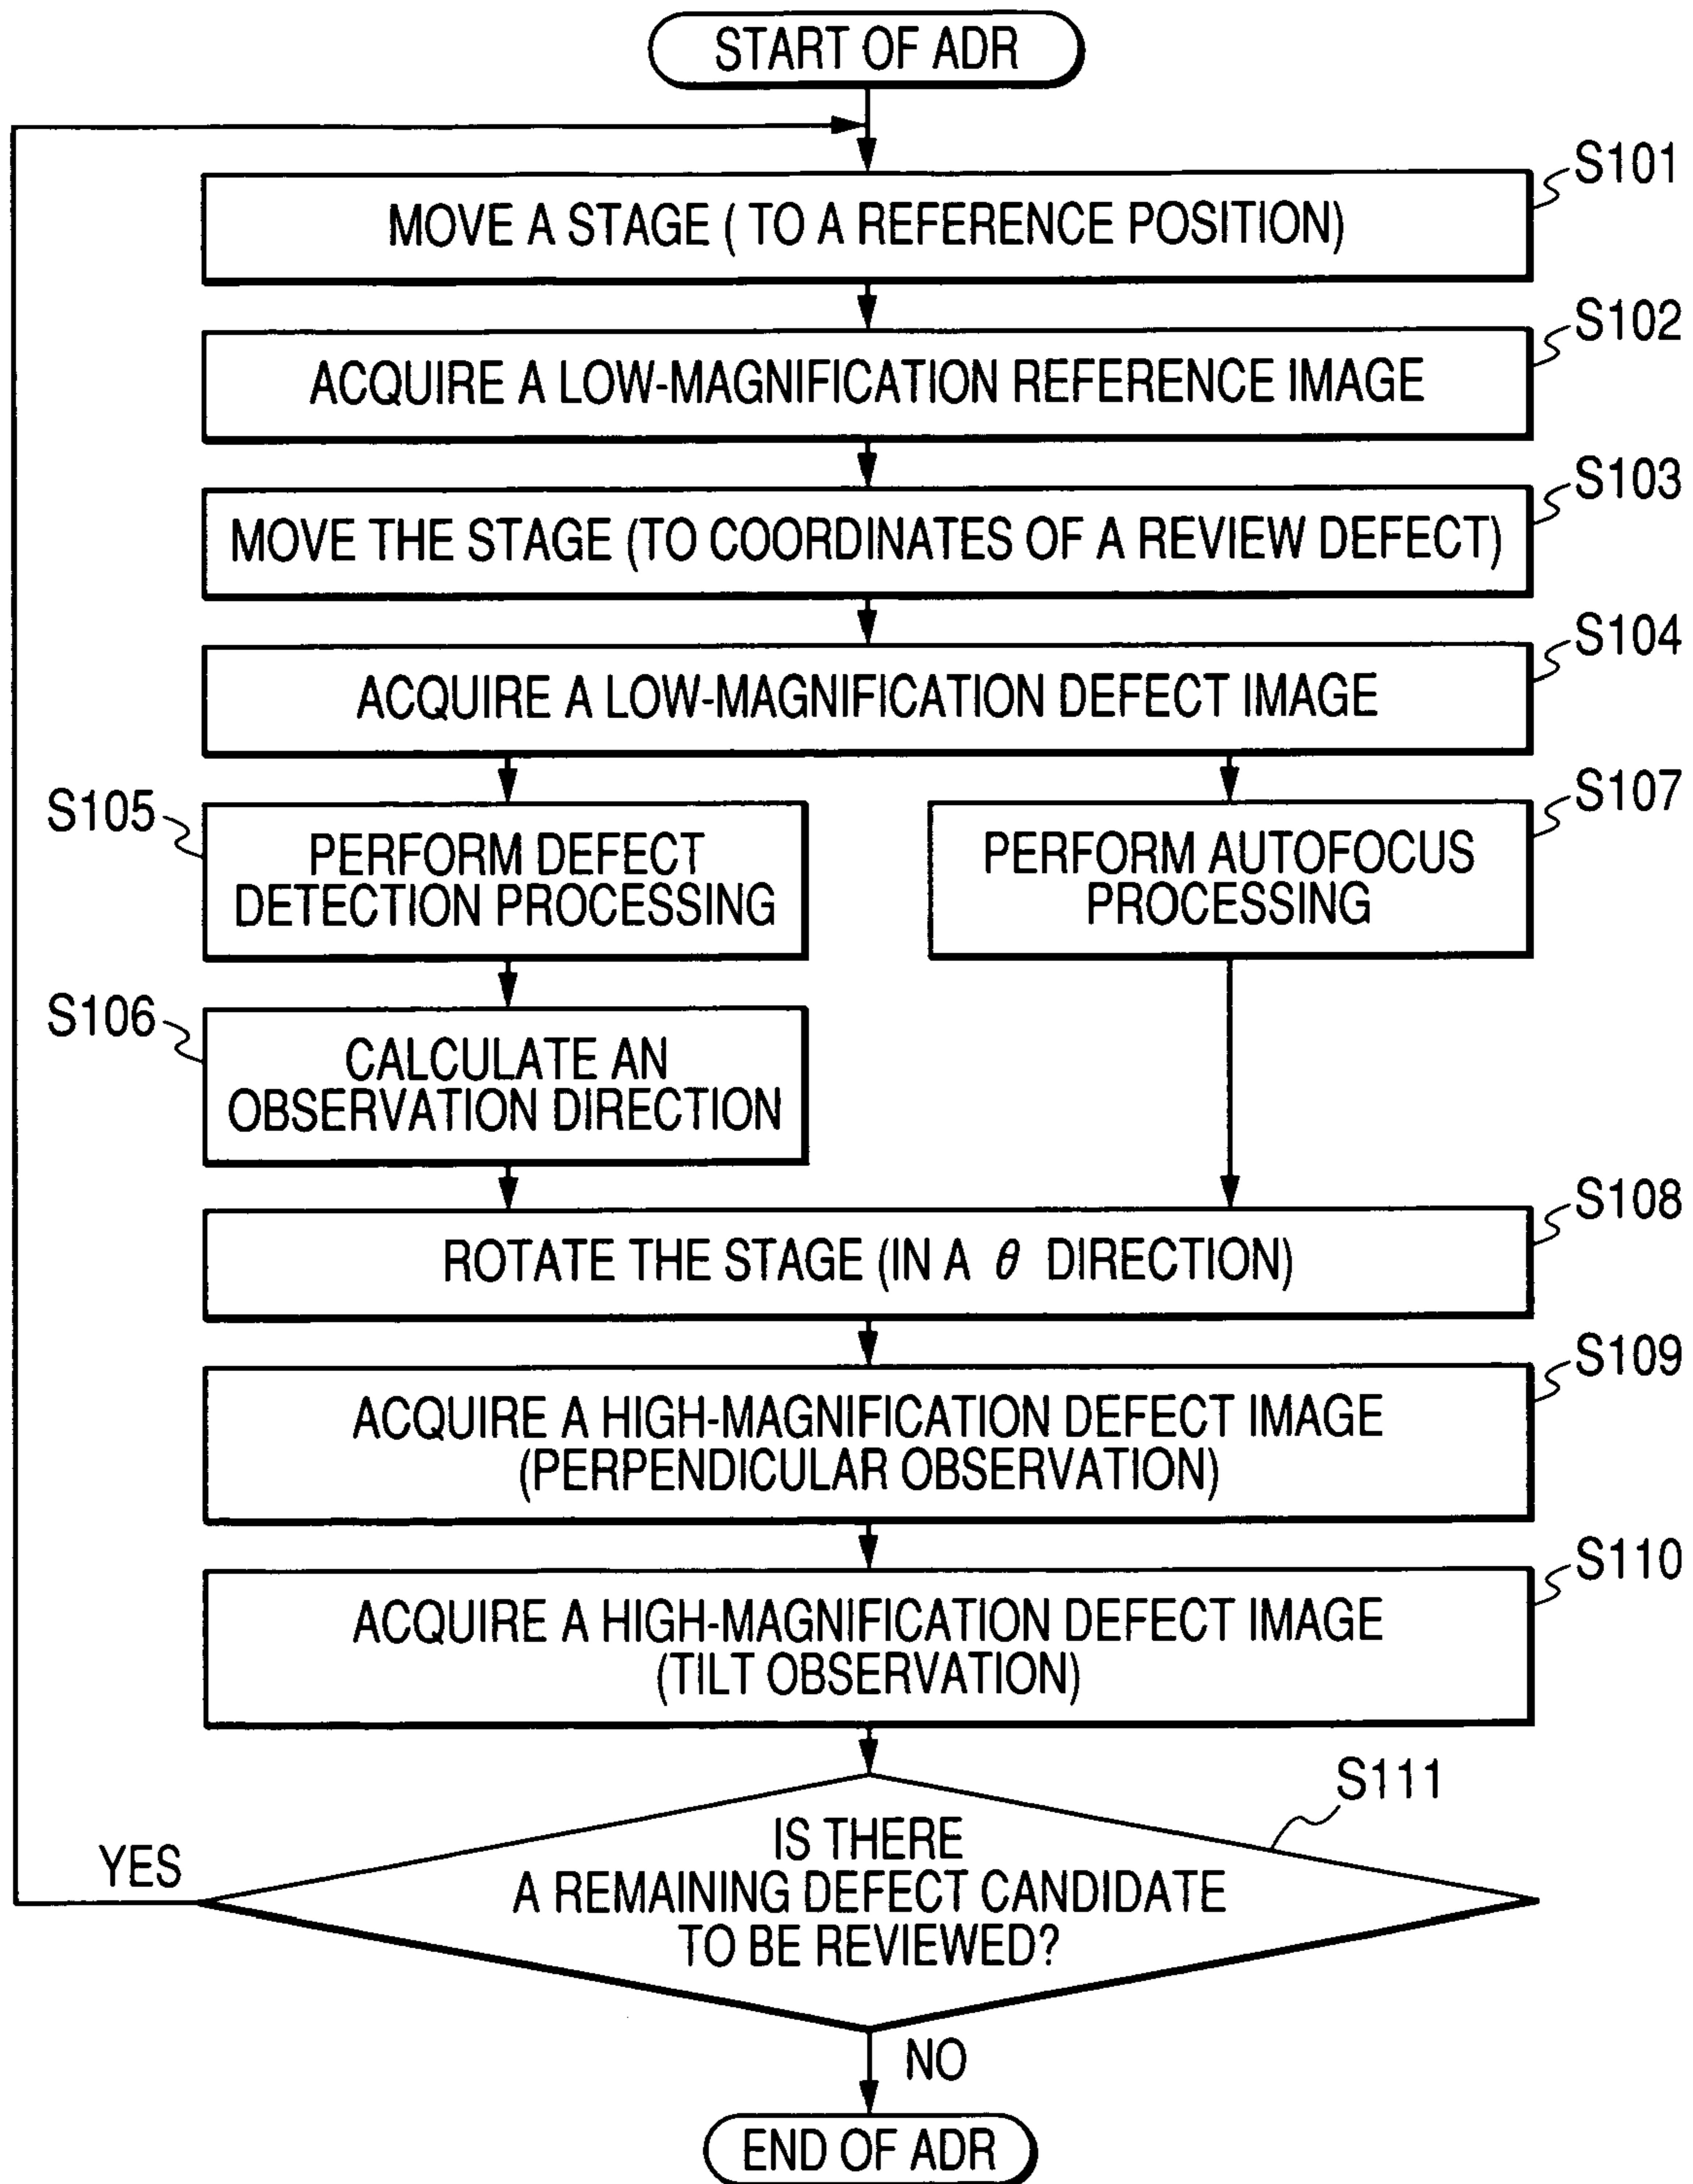 START OF ADR
S101
MOVE A STAGE ( TO A REFERENCE POSITION)
S102
ACQUIRE A LOW-MAGNIFICATION REFERENCE IMAGE
S103
MOVE THE STAGE (TO COORDINATES OF A REVIEW DEFECT)
S104
ACQUIRE A LOW-MAGNIFICATION DEFECT IMAGE
S105
PERFORM DEFECT
DETECTION PROCESSING
S107
PERFORM AUTOFOCUS
PROCESSING
S106
CALCULATE AN
OBSERVATION DIRECTION
S108
ROTATE THE STAGE (IN A θ DIRECTION)
S109
ACQUIRE A HIGH-MAGNIFICATION DEFECT IMAGE
(PERPENDICULAR OBSERVATION)
S110
ACQUIRE A HIGH-MAGNIFICATION DEFECT IMAGE
(TILT OBSERVATION)
S111
IS THERE
A REMAINING DEFECT CANDIDATE
TO BE REVIEWED?
YES
NO
END OF ADR